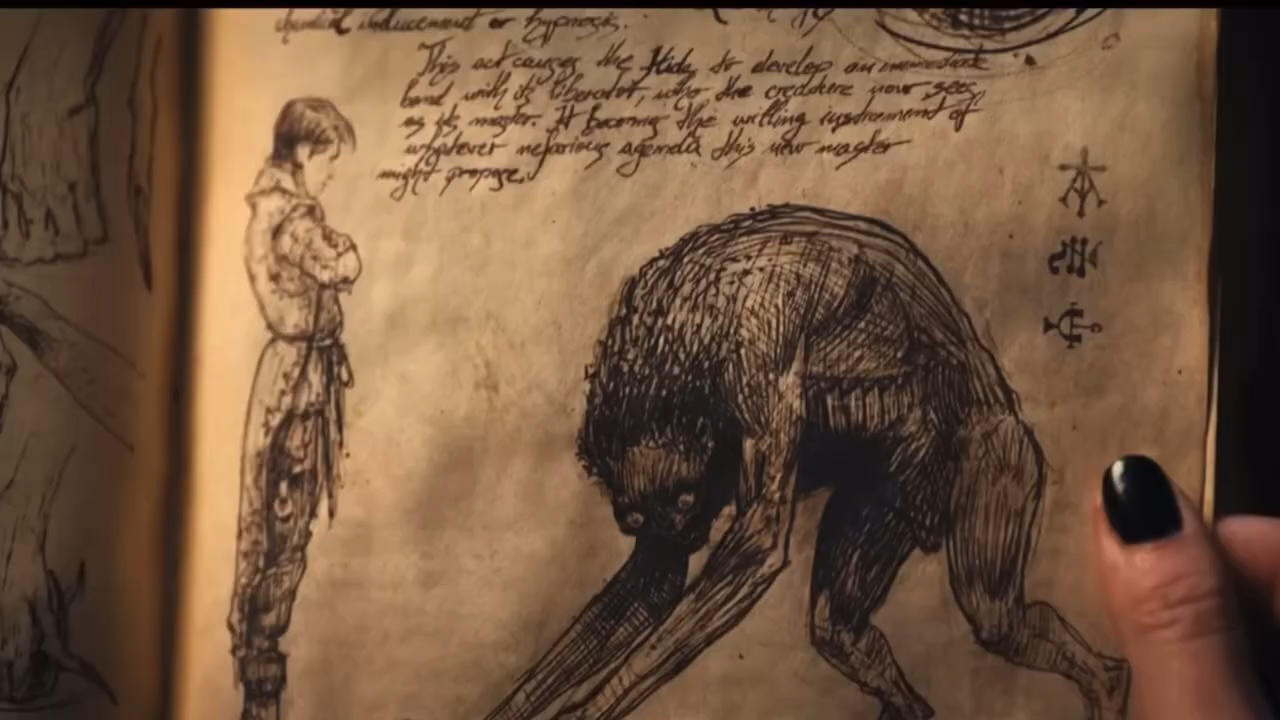 chemical inducement or hypnosis.
This act causes the Hyde to develop an immediate
bond with its liberator, who the creature now sees
as its master. It becomes the willing instrument of
whatever nefarious agenda this new master
might propose.